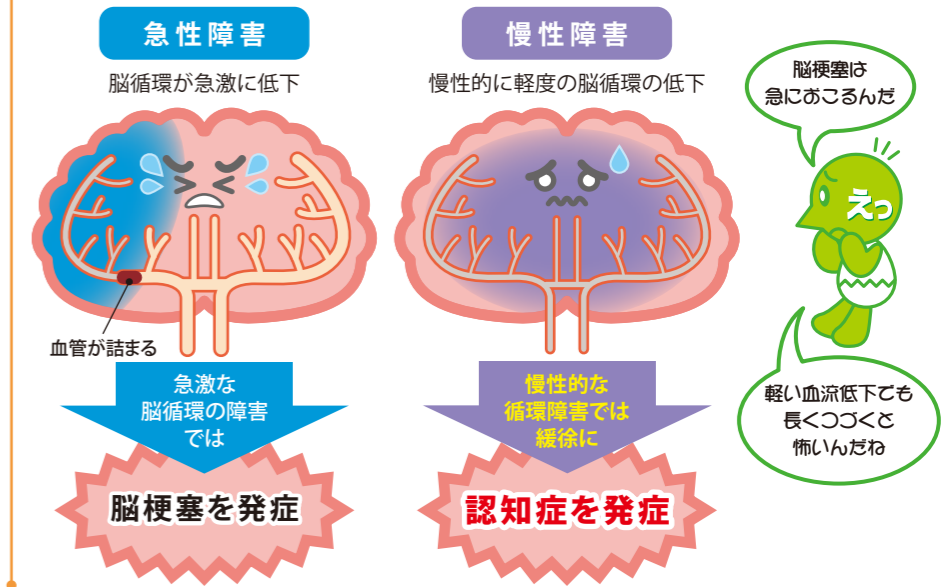 急性障害
脳循環が急激に低下
血管が詰まる
急激な
脳循環の障害
では
脳梗塞を発症
慢性障害
慢性的に軽度の脳循環の低下
慢性的な
循環障害では
緩徐に
認知症を発症
脳梗塞は
急におこるんだ
えっ
軽い血流低下でも
長くつづくと
怖いんだね